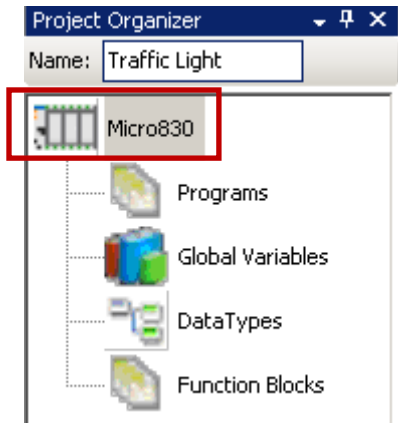 Project Organizer
Name: Traffic Light
Micro830
Programs
Global Variables
DataTypes
Function Blocks